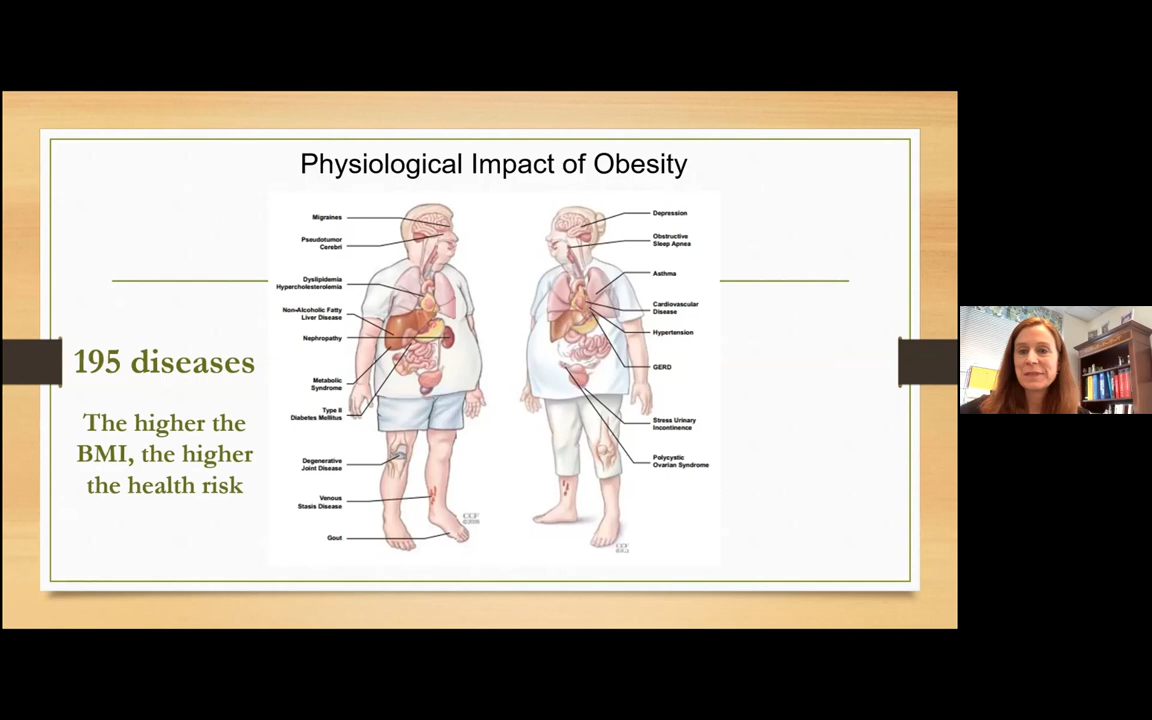 Physiological Impact of Obesity
195 diseases
The higher the
BMI, the higher
the health risk
Migraines
Pseudotumor
Cerebri
Dyslipidemia
Hypercholesterolemia
Non-Alcoholic Fatty
Liver Disease
Nephropathy
Metabolic
Syndrome
Type II
Diabetes Mellitus
Degenerative
Joint Disease
Venous
Stasis Disease
Gout
Depression
Obstructive
Sleep Apnea
Asthma
Cardiovascular
Disease
Hypertension
GERD
Stress Urinary
Incontinence
Polycystic
Ovarian Syndrome